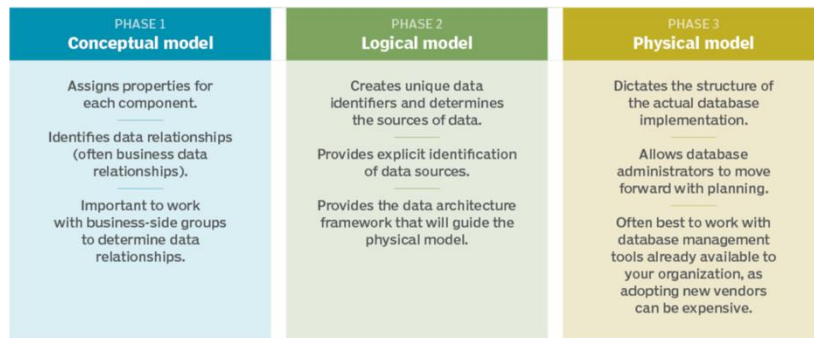 PHASE 1
Conceptual model
Assigns properties for
each component.
Identifies data relationships
(often business data
relationships).
Important to work
with business-side groups
to determine data
relationships.
PHASE 2
Logical model
Creates unique data
identifiers and determines
the sources of data.
Provides explicit identification
of data sources.
Provides the data architecture
framework that will guide the
physical model.
PHASE 3
Physical model
Dictates the structure of
the actual database
implementation.
Allows database
administrators to move
forward with planning.
Often best to work with
database management
tools already available to
your organization, as
adopting new vendors
can be expensive.